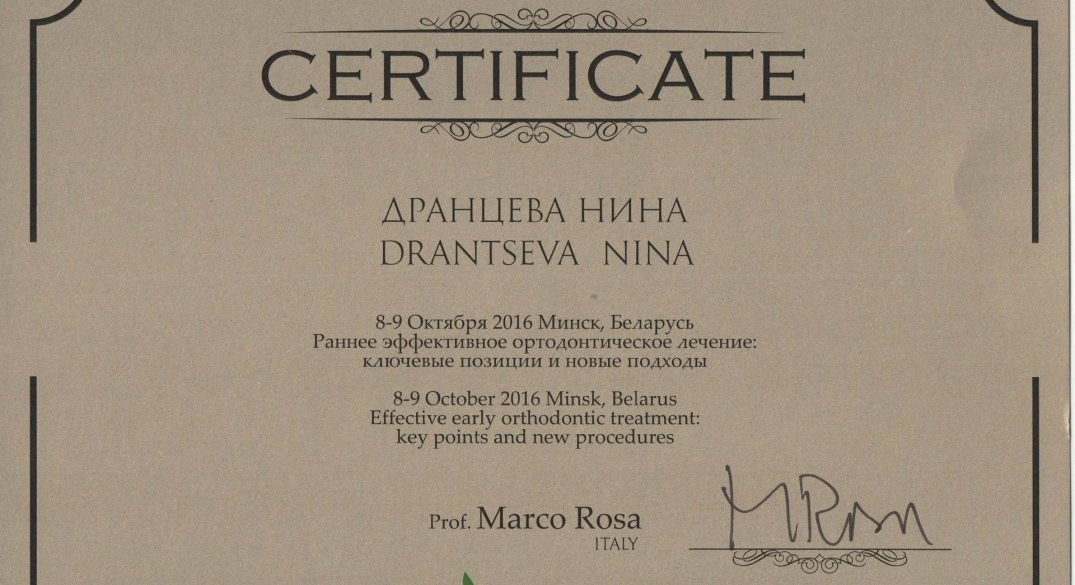 CERTIFICATE
ДРАНЦЕВА НИНА
DRANTSEVA NINA
8-9 Октября 2016 Минск, Беларусь
Раннее эффективное ортодонтическое лечение:
ключевые позиции и новые подходы
8-9 October 2016 Minsk, Belarus
Effective early orthodontic treatment:
key points and new procedures
Prof. Marco Rosa
ITALY
MRosa